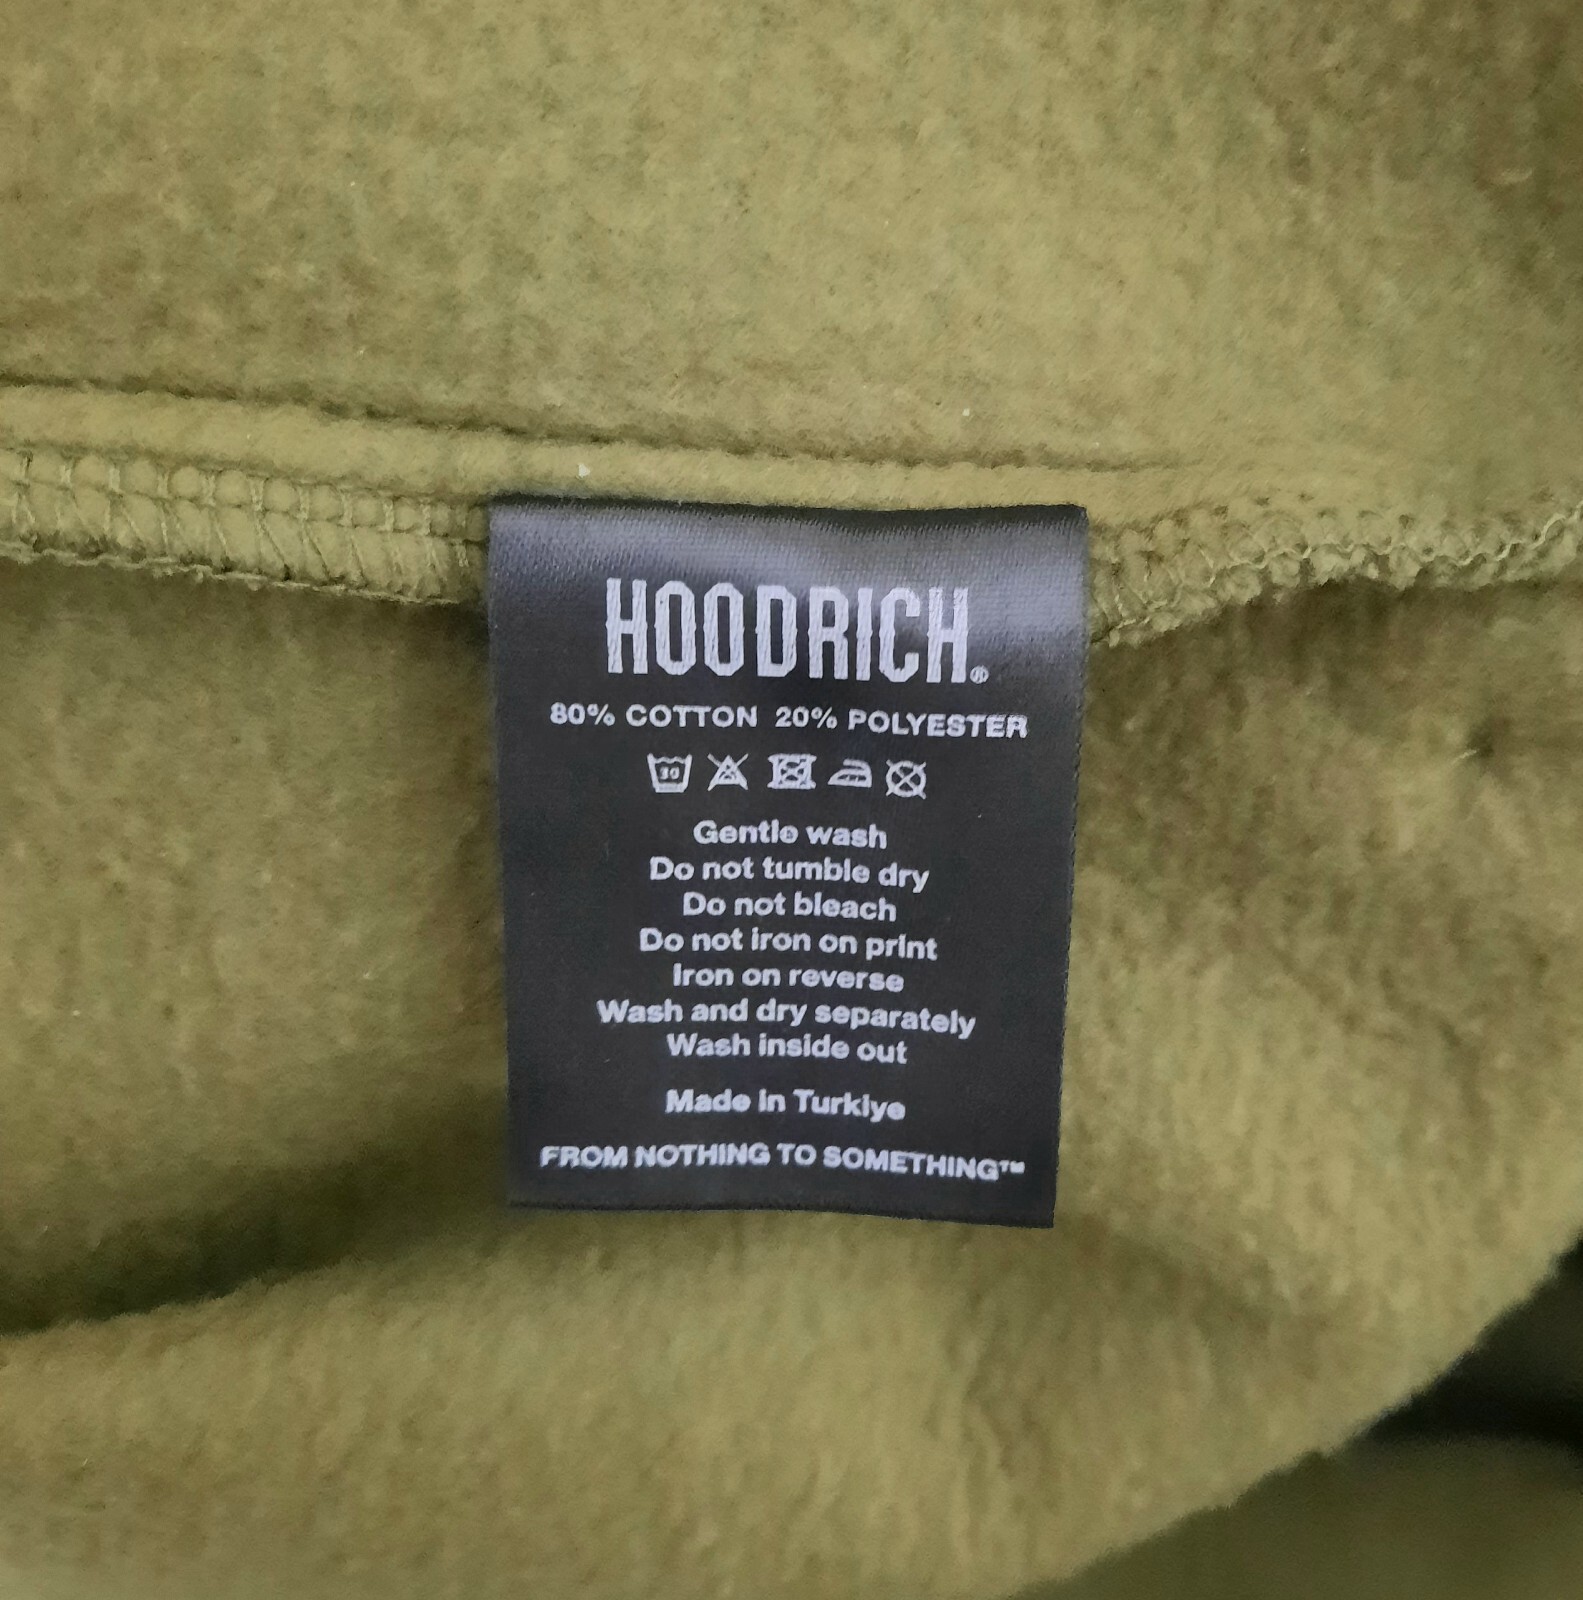 HOODRICH®
80% COTTON 20% POLYESTER
30
Gentle wash
Do not tumble dry
Do not bleach
Do not iron on print
Iron on reverse
Wash and dry separately
Wash inside out
Made in Turkiye
FROM NOTHING TO SOMETHING™